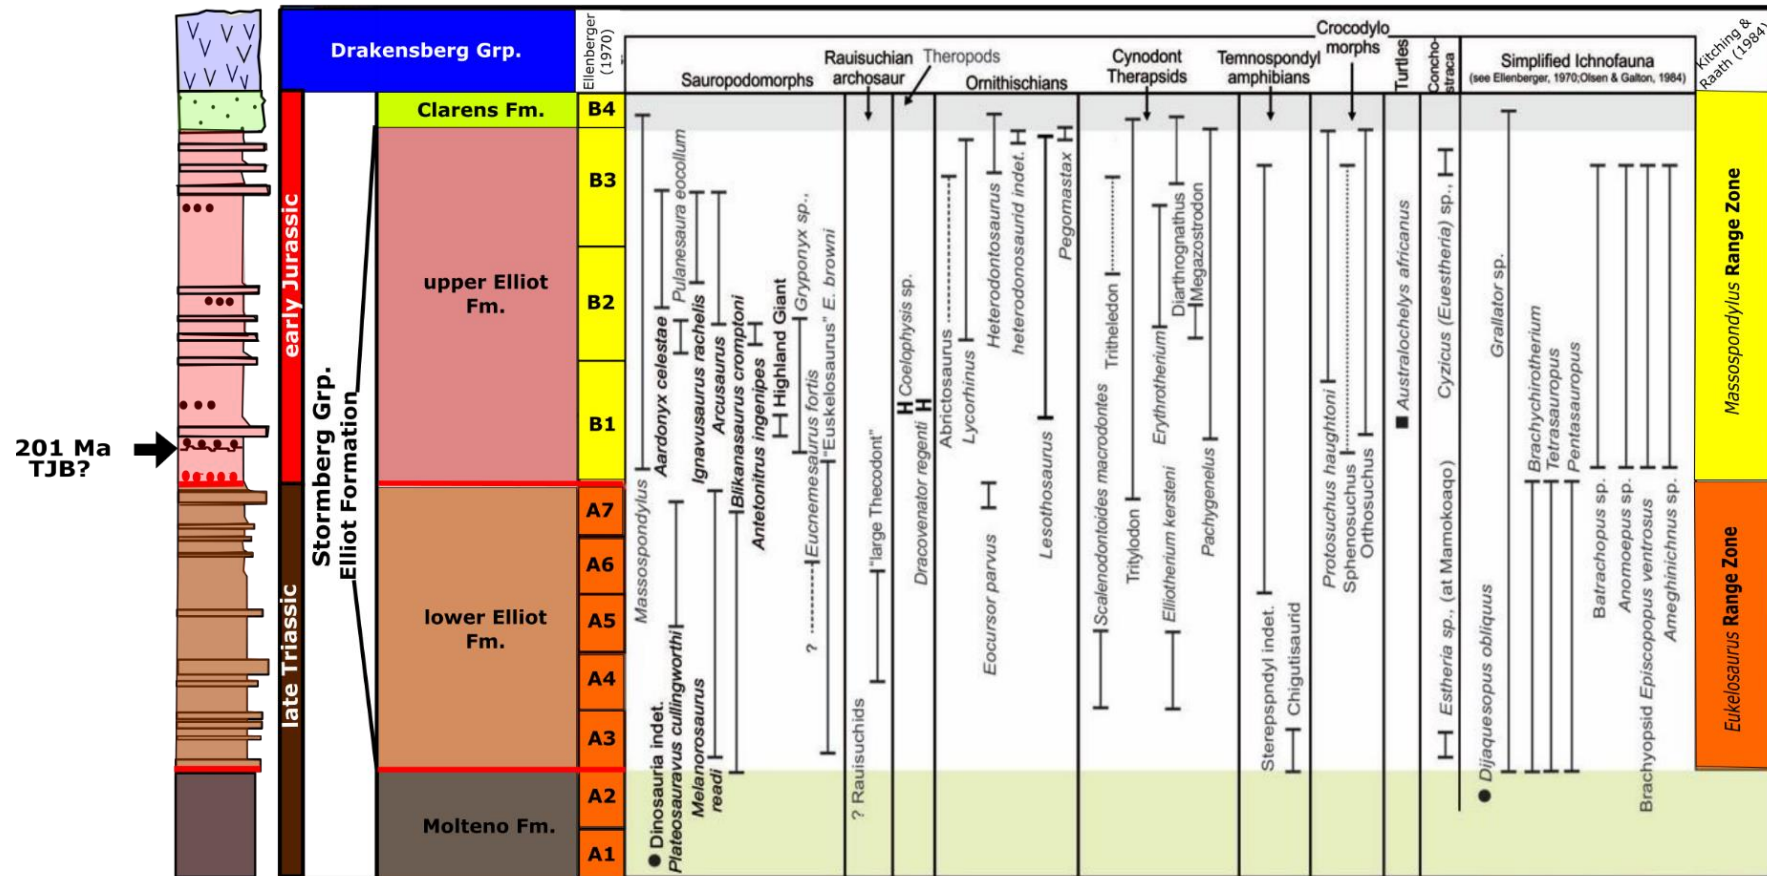 Drakensberg Grp.
Ellenberger
(1970)
Sauropodomorphs
Rauisuchian
archosaur
Theropods
Ornithischians
Cynodont
Therapsids
Temnospondyl
amphibians
Crocodylo
morphs
Turtles
Concho-
straca
Simplified Ichnofauna
(see Ellenberger, 1970;Olsen & Galton, 1984)
Kitching &
Raath (1984)
Clarens Fm.
upper Elliot
Fm.
lower Elliot
Fm.
Molteno Fm.
B4
B3
B2
B1
A7
A6
A5
A4
A3
A2
A1
early Jurassic
late Triassic
Stormberg Grp.
Elliot Formation
201 Ma
TJB?
Massospondylus
Dinosauria indet.
Plateosauravus cullingworthi
Aardonyx celestae
Pulanesaura eocollum
Melanorosaurus
readi
Ignavusaurus rachelis
Arcusaurus
Blikanasaurus cromptoni
Antetonitrus ingenipes
Highland Giant
Gryponyx sp.,
?
Eucnemesaurus fortis
"Euskelosaurus" E. browni
? Rauisuchids
"large Thecodont"
Coelophysis sp.
Dracovenator regenti
Abrictosaurus
Lycorhinus
Heterodontosaurus
Eocursor parvus
heterodonosaurid indet.
Lesothosaurus
Pegomastax
Scalenodontoides macrodontes
Tritheledon
Tritylodon
Erythrotherium
Elliotherium kersteni
Diarthrognathus
Megazostrodon
Pachygenelus
Sterepspndyl indet.
Chigutisaurid
Protosuchus haughtoni
Sphenosuchus
Orthosuchus
Australochelys africanus
Cyzicus (Euestheria) sp.,
Estheria sp., (at Mamokoaqo)
Dijaquesopus obliquus
Grallator sp.
Brachychirotherium
Tetrasauropus
Pentasauropus
Batrachopus sp.
Anomoepus sp.
Brachyopsid Episcopopus ventrosus
Ameghinichnus sp.
Massospondylus Range Zone
Eukelosaurus Range Zone